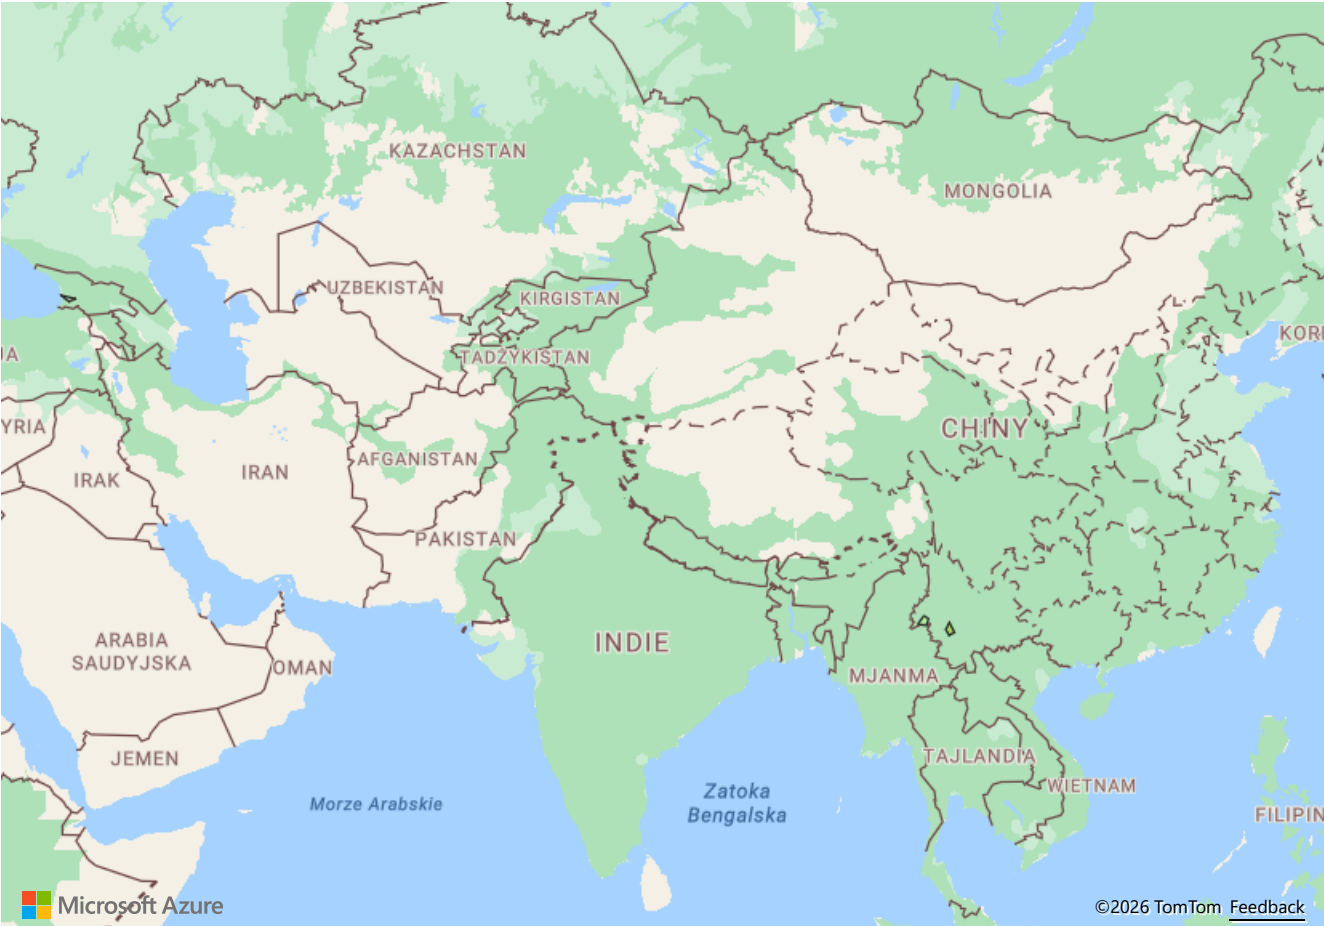 KAZACHSTAN
MONGOLIA
UZBEKISTAN
KIRGISTAN
TADŻYKISTAN
JA
KORE
YRIA
CHINY
AFGANISTAN
IRAN
IRAK
PAKISTAN
ARABIA
SAUDYJSKA
INDIE
OMAN
MJANMA
JEMEN
TAJLANDIA
WIETNAM
Zatoka
Bengalska
Morze Arabskie
FILIPIN
Microsoft Azure
©2026 TomTom Feedback